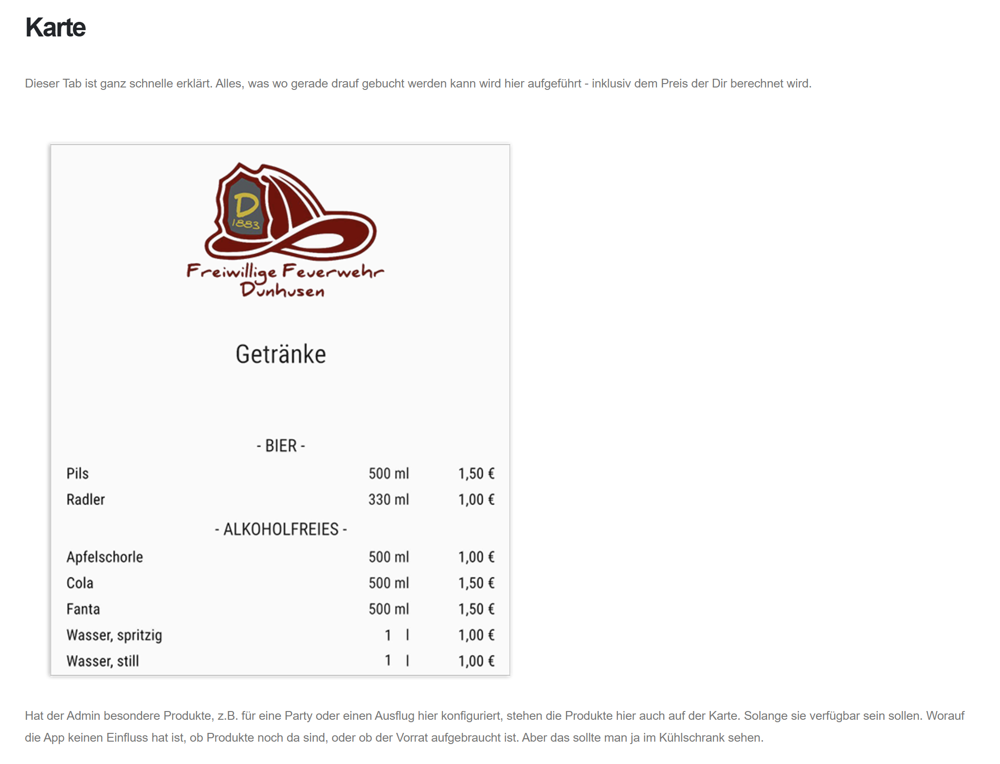 Karte
Dieser Tab ist ganz schnelle erklärt. Alles, was wo gerade drauf gebucht werden kann wird hier aufgeführt - inklusiv dem Preis der Dir berechnet wird.
D
1883
Freiwillige Feuerwehr
Dunhusen
Getränke
- BIER -
Pils 500 ml 1,50 €
Radler 330 ml 1,00 €
- ALKOHOLFREIES -
Apfelschorle 500 ml 1,00 €
Cola 500 ml 1,50 €
Fanta 500 ml 1,50 €
Wasser, spritzig 1 l 1,00 €
Wasser, still 1 l 1,00 €
Hat der Admin besondere Produkte, z.B. für eine Party oder einen Ausflug hier konfiguriert, stehen die Produkte hier auch auf der Karte. Solange sie verfügbar sein sollen. Worauf
die App keinen Einfluss hat ist, ob Produkte noch da sind, oder ob der Vorrat aufgebraucht ist. Aber das sollte man ja im Kühlschrank sehen.